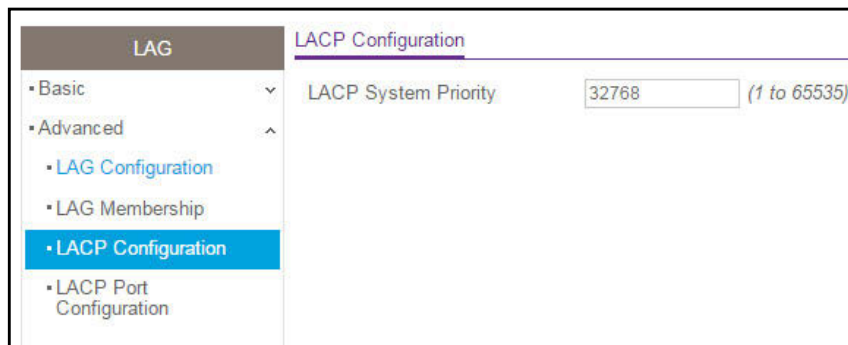 LAG
Basic
Advanced
LAG Configuration
LAG Membership
LACP Configuration
LACP Port
Configuration
LACP Configuration
LACP System Priority 32768 (1 to 65535)